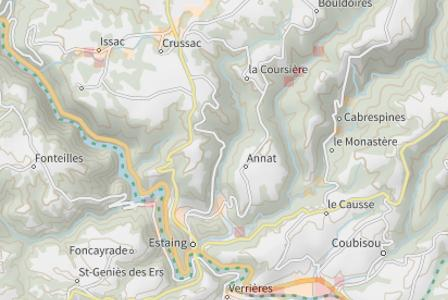 Bouldoires
Issac
Crussac
la Coursière
Cabrespines
le Monastère
Fonteilles
Annat
le Causse
Estaing
Coubisou
Foncayrade
St-Geniès des Ers
Verrières